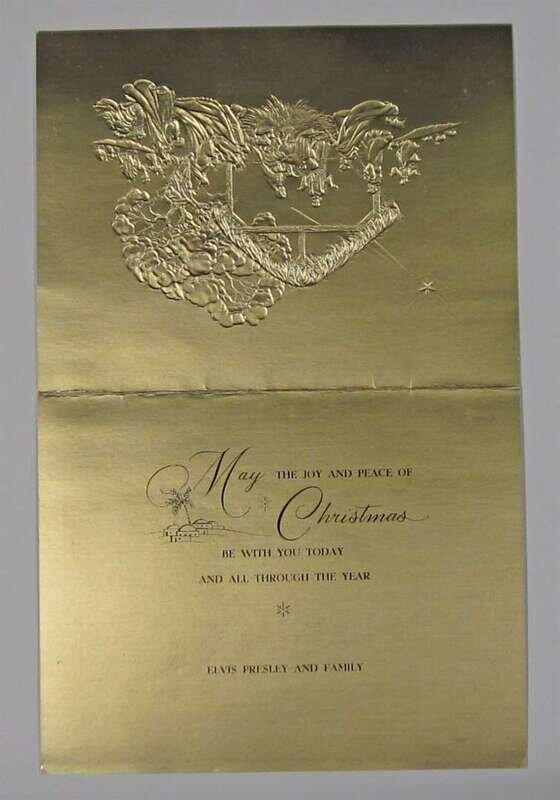 May THE JOY AND PEACE OF
Christmas
BE WITH YOU TODAY
AND ALL THROUGH THE YEAR
ELVIS PRESLEY AND FAMILY